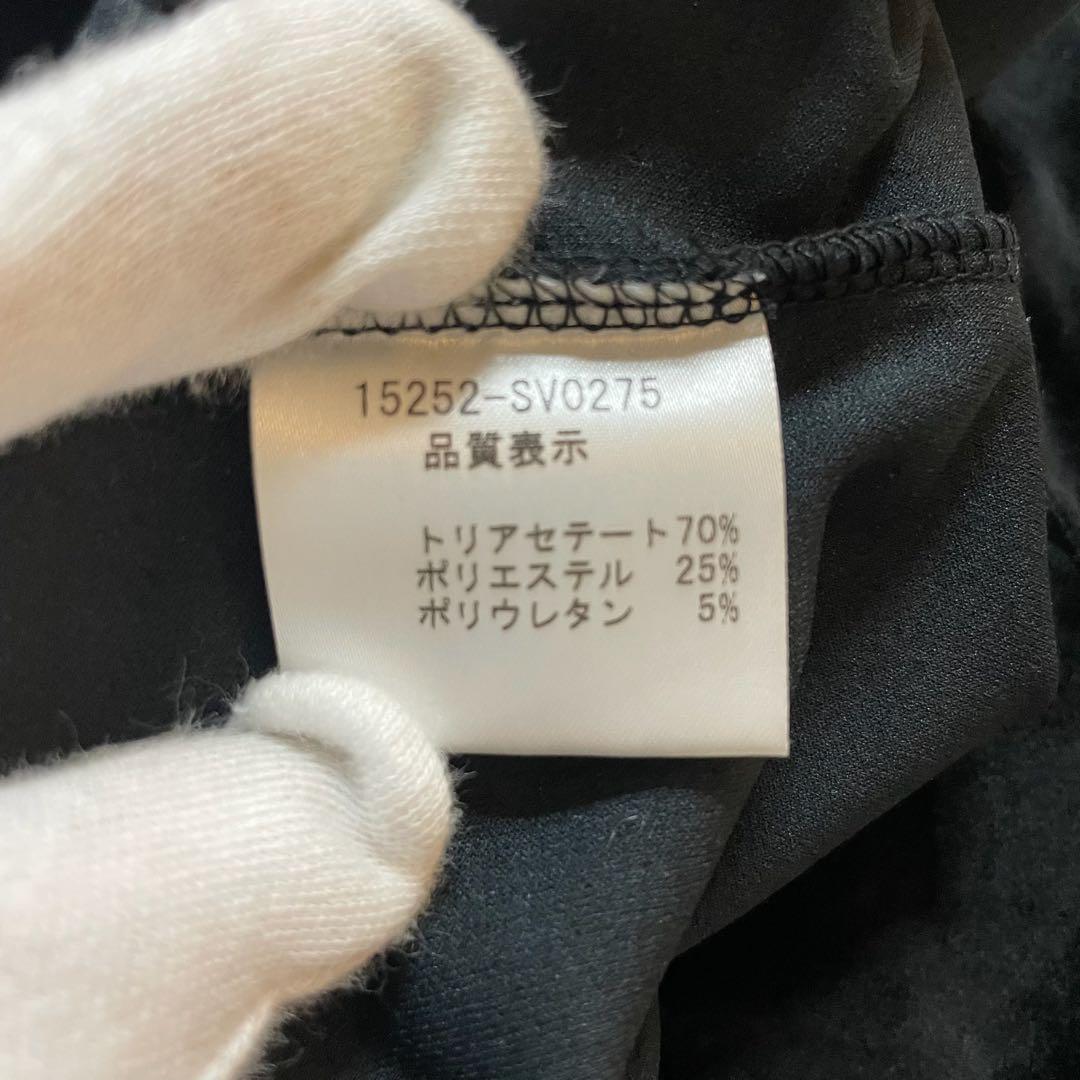 15252-SV0275
品質表示
トリアセテート70%
ポリエステル 25%
ポリウレタン 5%